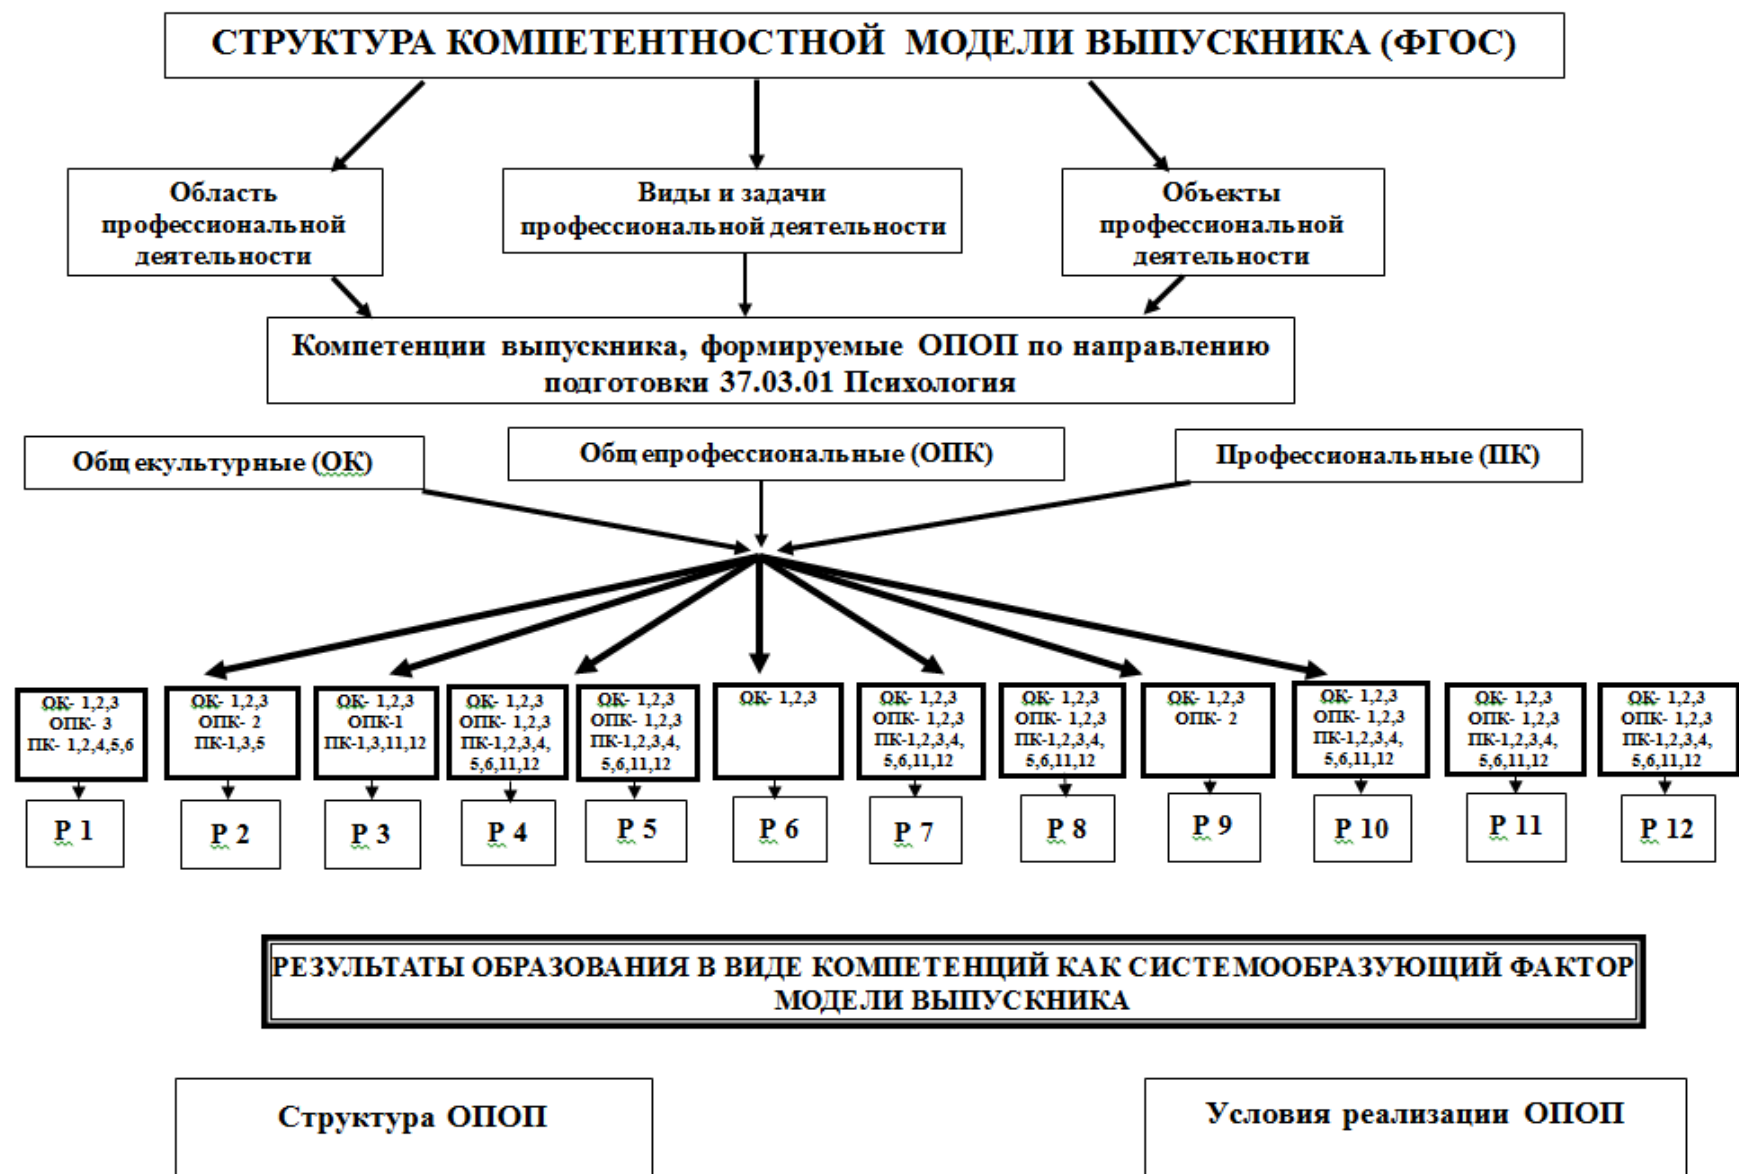 СТРУКТУРА КОМПЕТЕНТНОСТНОЙ МОДЕЛИ ВЫПУСКНИКА (ФГОС)
Область
профессиональной
деятельности
Виды и задачи
профессиональной деятельности
Объекты
профессиональной
деятельности
Компетенции выпускника, формируемые ОПОП по направлению
подготовки 37.03.01 Психология
Общекультурные (ОК)
Общепрофессиональные (ОПК)
Профессиональные (ПК)
ОК- 1,2,3
ОПК- 3
ПК- 1,2,4,5,6
ОК- 1,2,3
ОПК- 2
ПК-1,3,5
ОК- 1,2,3
ОПК-1
ПК-1,3,11,12
ОК- 1,2,3
ОПК- 1,2,3
ПК-1,2,3,4,
5,6,11,12
ОК- 1,2,3
ОПК- 1,2,3
ПК-1,2,3,4,
5,6,11,12
ОК- 1,2,3
ОК- 1,2,3
ОПК- 1,2,3
ПК-1,2,3,4,
5,6,11,12
ОК- 1,2,3
ОПК- 1,2,3
ПК-1,2,3,4,
5,6,11,12
ОК- 1,2,3
ОПК- 2
ОК- 1,2,3
ОПК- 1,2,3
ПК-1,2,3,4,
5,6,11,12
ОК- 1,2,3
ОПК- 1,2,3
ПК-1,2,3,4,
5,6,11,12
ОК- 1,2,3
ОПК- 1,2,3
ПК-1,2,3,4,
5,6,11,12
Р 1
Р 2
Р 3
Р 4
Р 5
Р 6
Р 7
Р 8
Р 9
Р 10
Р 11
Р 12
РЕЗУЛЬТАТЫ ОБРАЗОВАНИЯ В ВИДЕ КОМПЕТЕНЦИЙ КАК СИСТЕМООБРАЗУЮЩИЙ ФАКТОР
МОДЕЛИ ВЫПУСКНИКА
Структура ОПОП
Условия реализации ОПОП